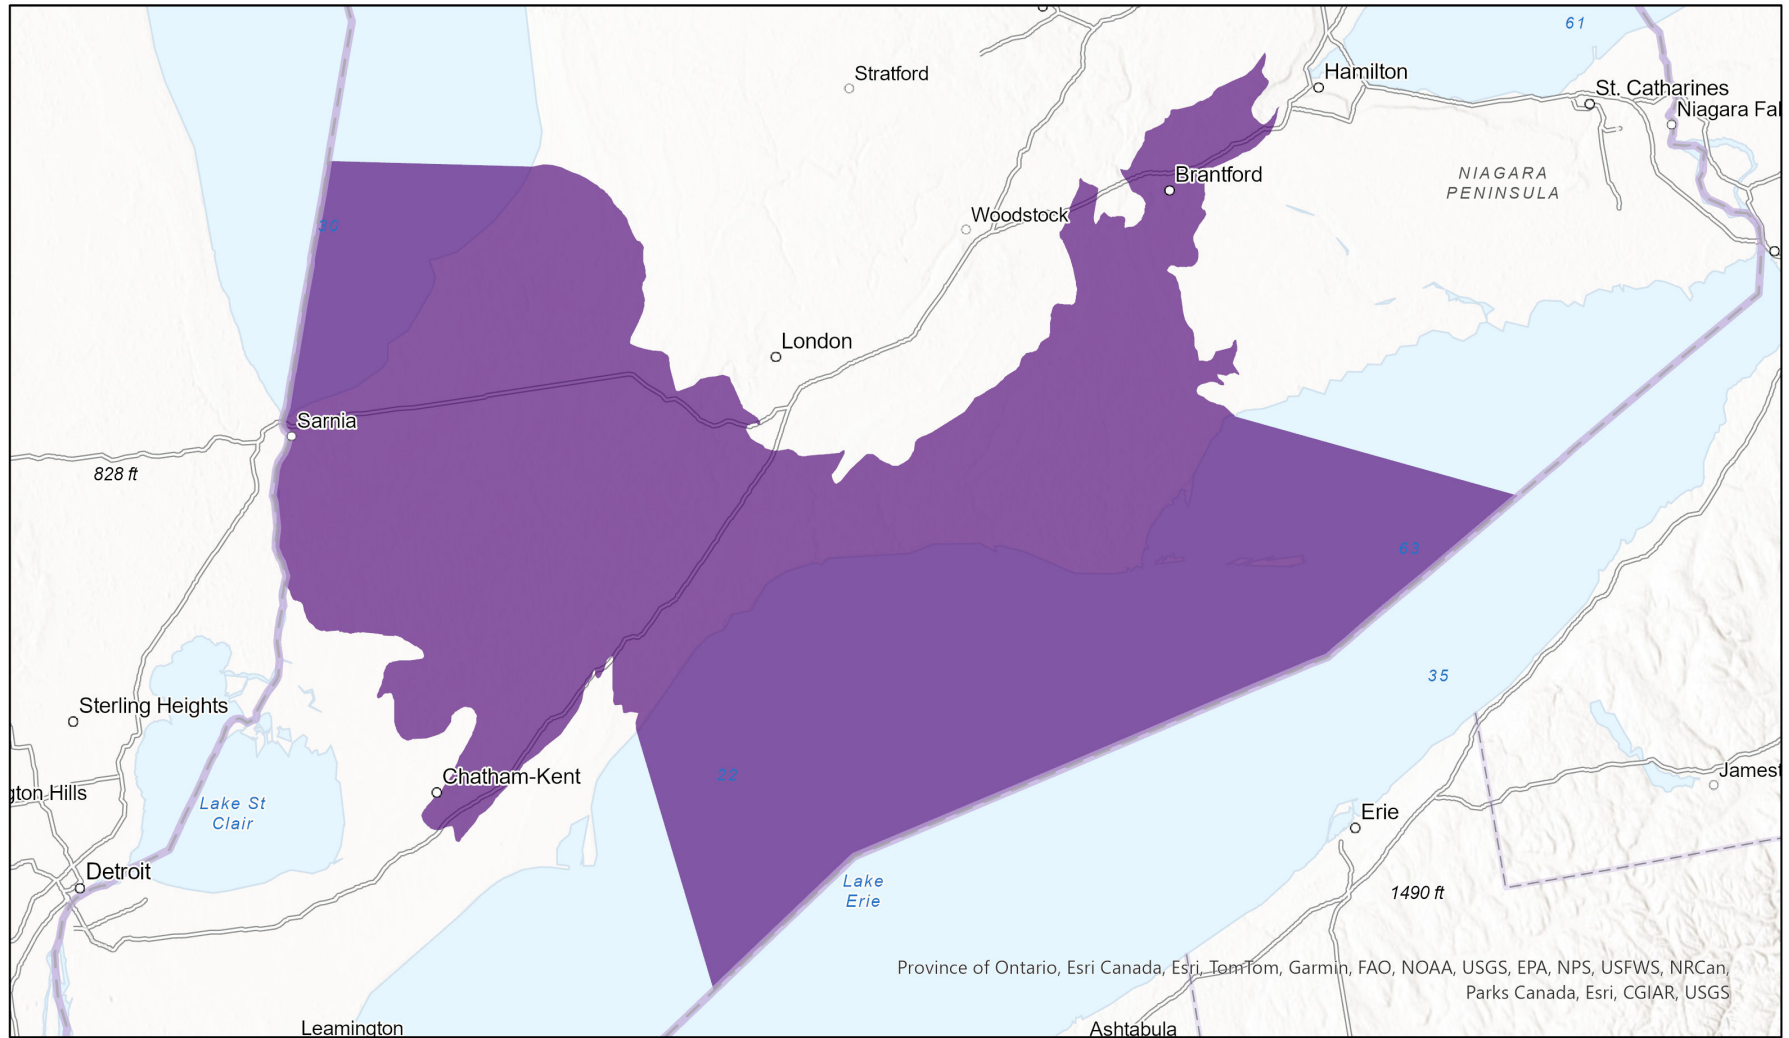 61
Stratford
Hamilton
St. Catharines
Niagara Fal
NIAGARA
PENINSULA
Brantford
Woodstock
30
London
Sarnia
828 ft
63
35
Sterling Heights
22
Chatham-Kent
gton Hills
Lake St
Clair
Jamest
Erie
Detroit
Lake
Erie
1490 ft
Province of Ontario, Esri Canada, Esri, TomTom, Garmin, FAO, NOAA, USGS, EPA, NPS, USFWS, NRCan,
Parks Canada, Esri, CGIAR, USGS
Leamington
Ashtabula